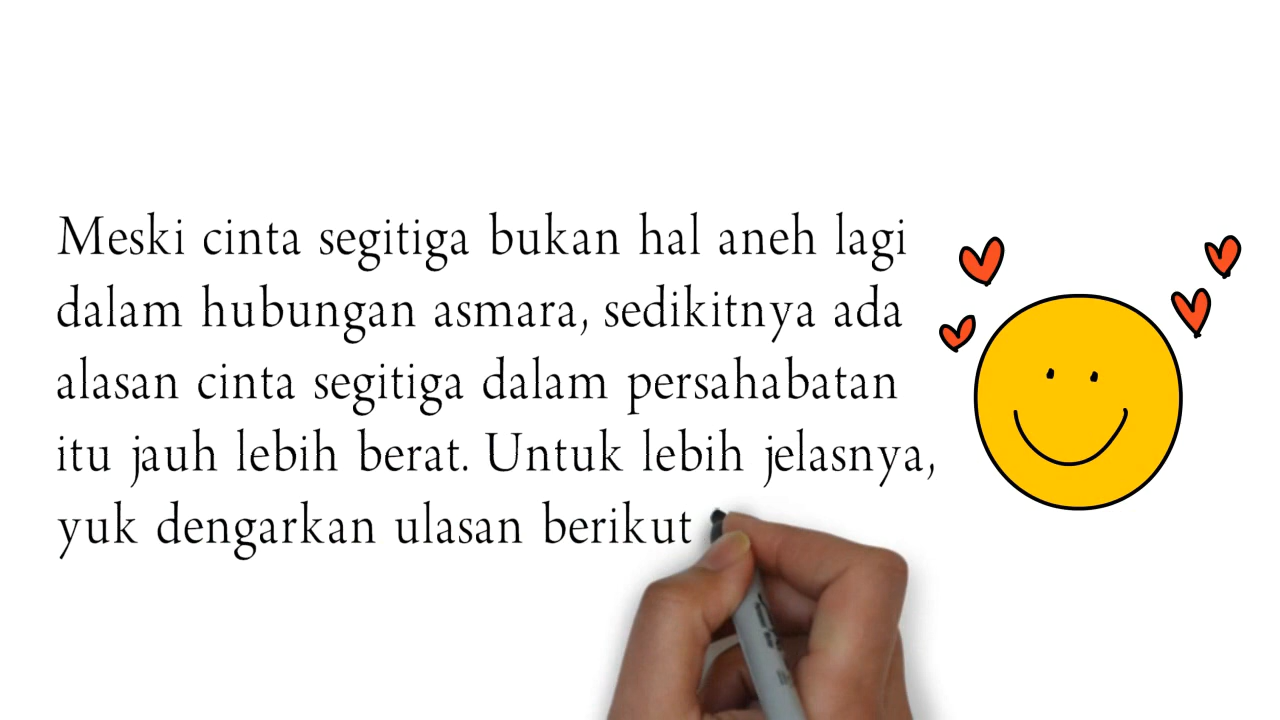 Meski cinta segitiga bukan hal aneh lagi
dalam hubungan asmara, sedikitnya ada
alasan cinta segitiga dalam persahabatan
itu jauh lebih berat. Untuk lebih jelasnya,
yuk dengarkan ulasan berikut